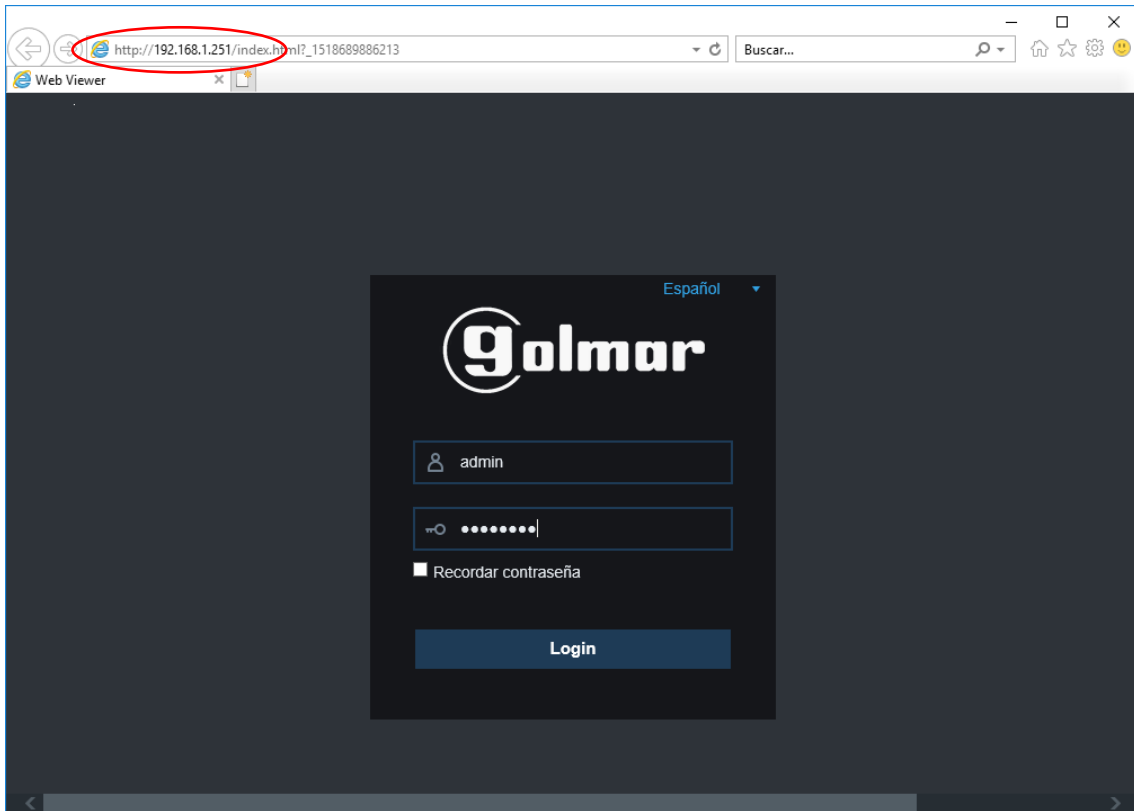 http://192.168.1.251/index.html?_1518689886213
Buscar...
Web Viewer
Español
golmar
admin
••••••••
Recordar contraseña
Login